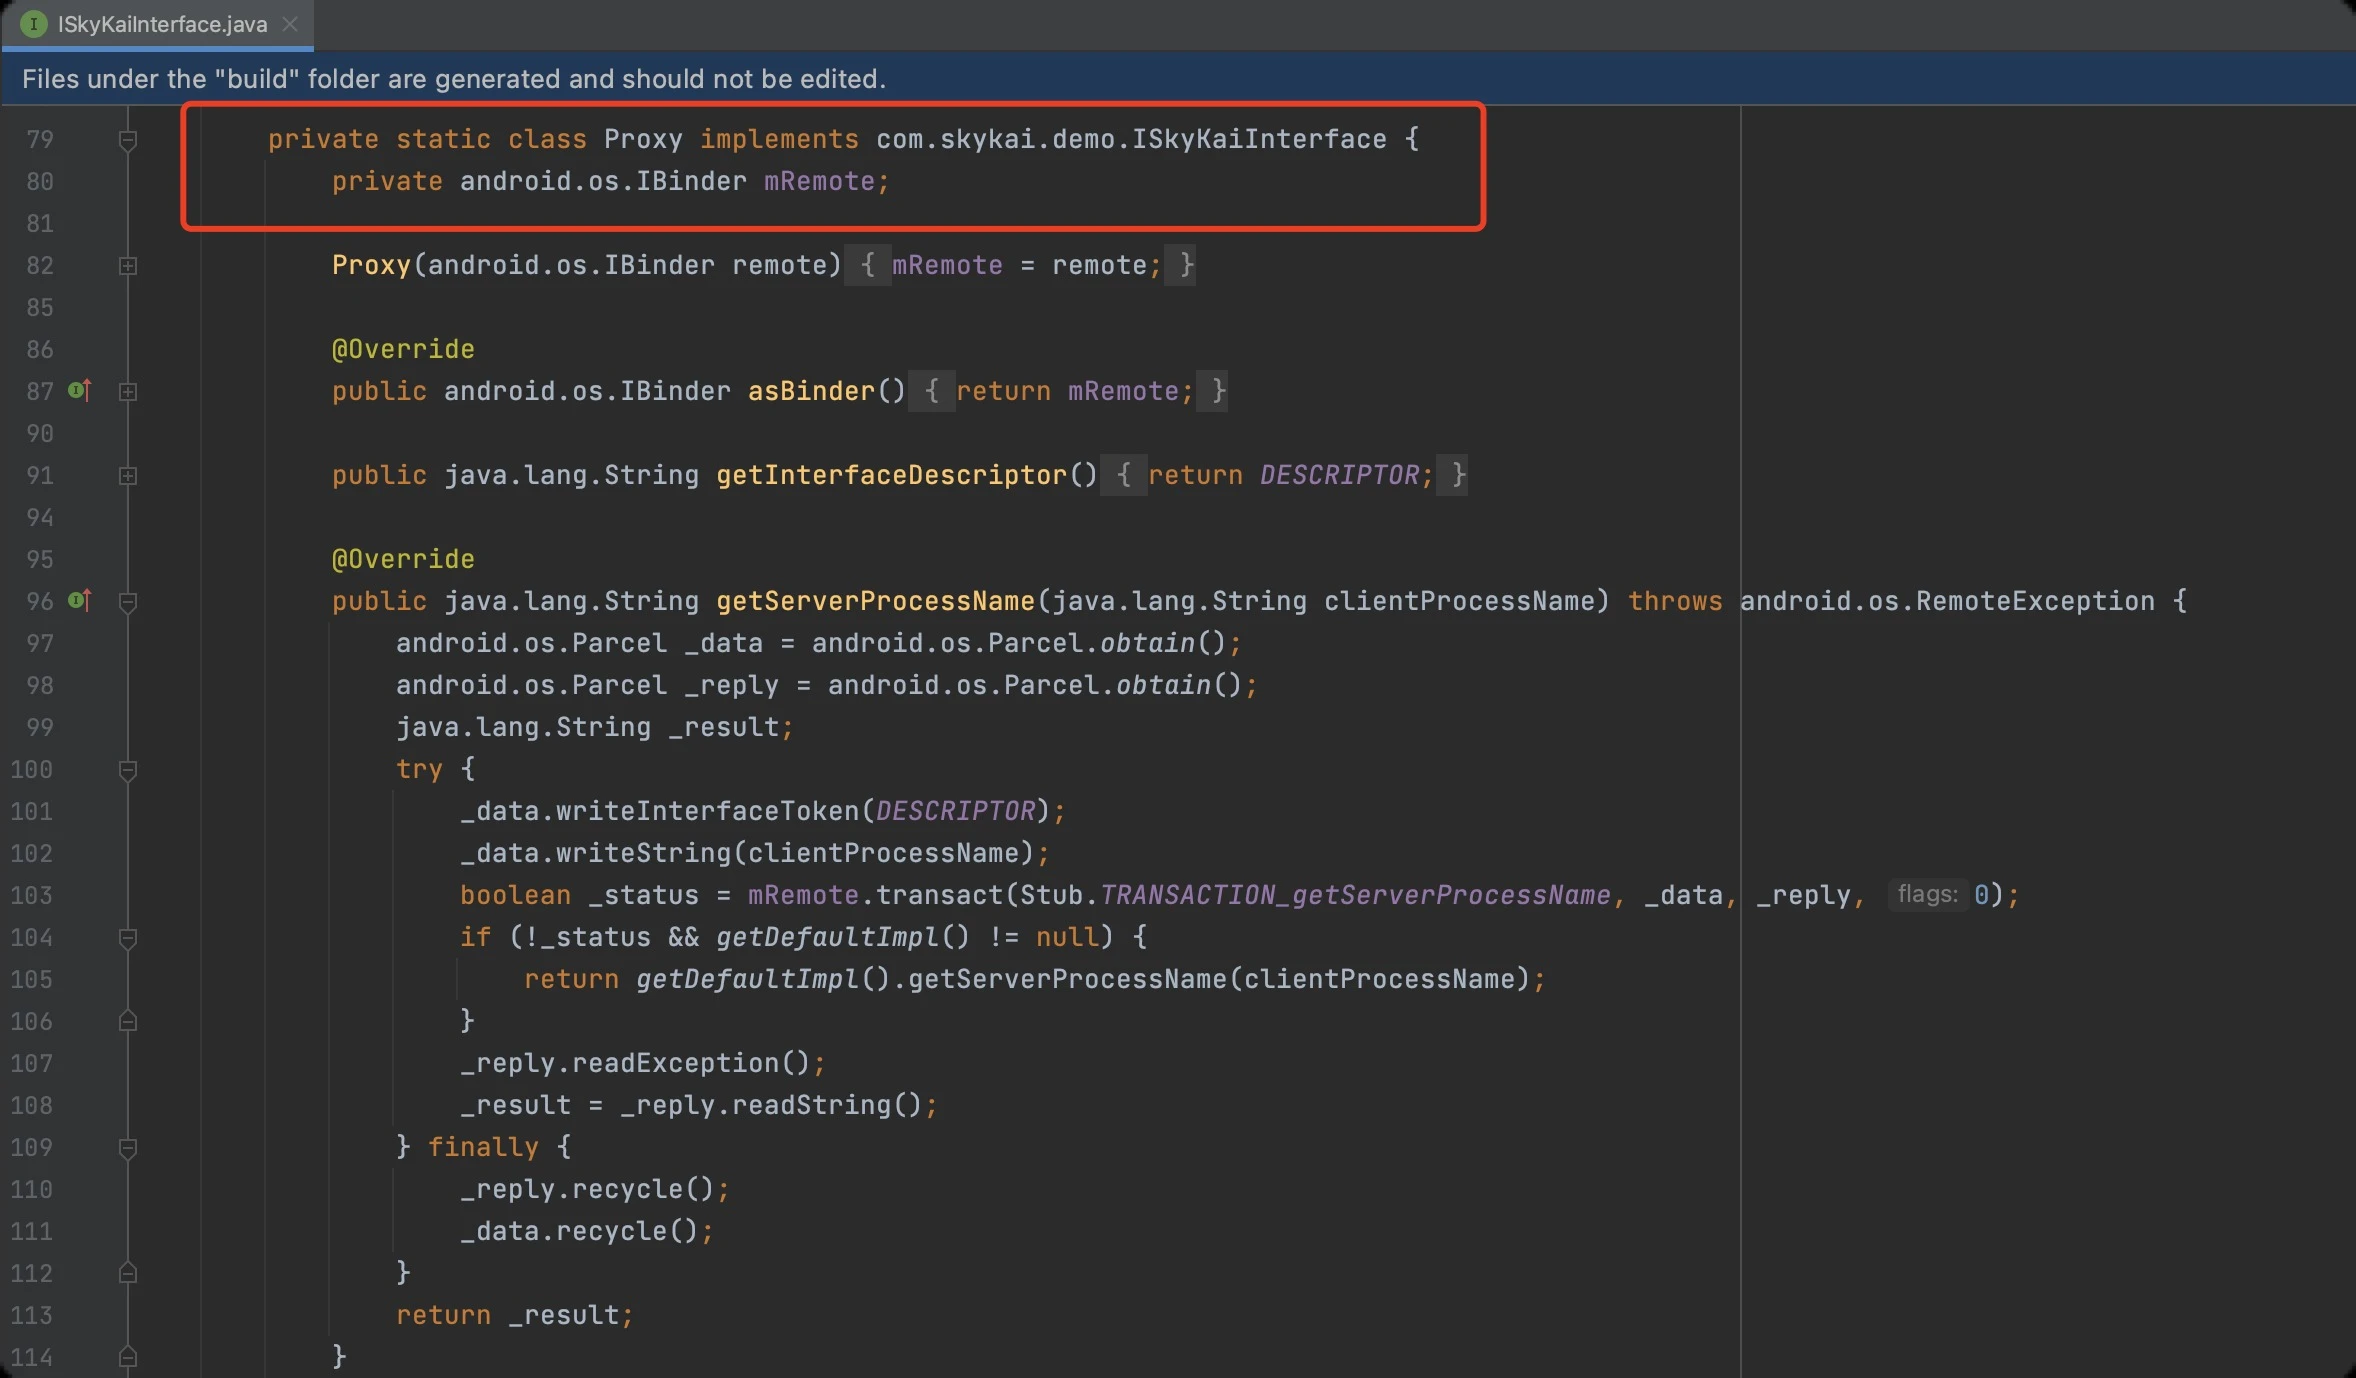 ISkyKaiInterface.java
Files under the "build" folder are generated and should not be edited.
79 private static class Proxy implements com.skykai.demo.ISkyKaiInterface {
80 private android.os.IBinder mRemote;
81
82 Proxy(android.os.IBinder remote) { mRemote = remote; }
85
86 @Override
87 public android.os.IBinder asBinder() { return mRemote; }
90
91 public java.lang.String getInterfaceDescriptor() { return DESCRIPTOR; }
94
95 @Override
96 public java.lang.String getServerProcessName(java.lang.String clientProcessName) throws android.os.RemoteException {
97 android.os.Parcel _data = android.os.Parcel.obtain();
98 android.os.Parcel _reply = android.os.Parcel.obtain();
99 java.lang.String _result;
100 try {
101 _data.writeInterfaceToken(DESCRIPTOR);
102 _data.writeString(clientProcessName);
103 boolean _status = mRemote.transact(Stub.TRANSACTION_getServerProcessName, _data, _reply, flags: 0);
104 if (!_status && getDefaultImpl() != null) {
105 return getDefaultImpl().getServerProcessName(clientProcessName);
106 }
107 _reply.readException();
108 _result = _reply.readString();
109 } finally {
110 _reply.recycle();
111 _data.recycle();
112 }
113 return _result;
114 }